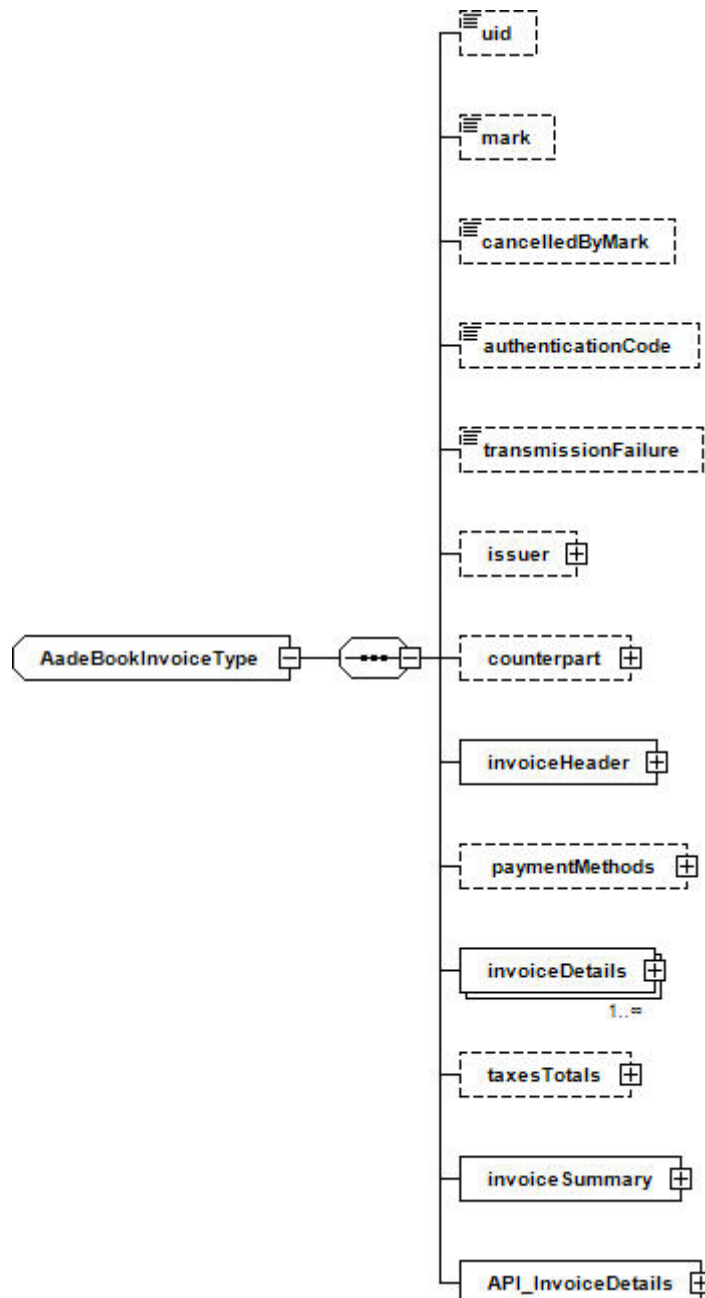 uid
mark
cancelledByMark
authenticationCode
transmissionFailure
issuer
AadeBookInvoiceType
counterpart
invoiceHeader
paymentMethods
invoiceDetails
1..=
taxesTotals
invoiceSummary
API_InvoiceDetails